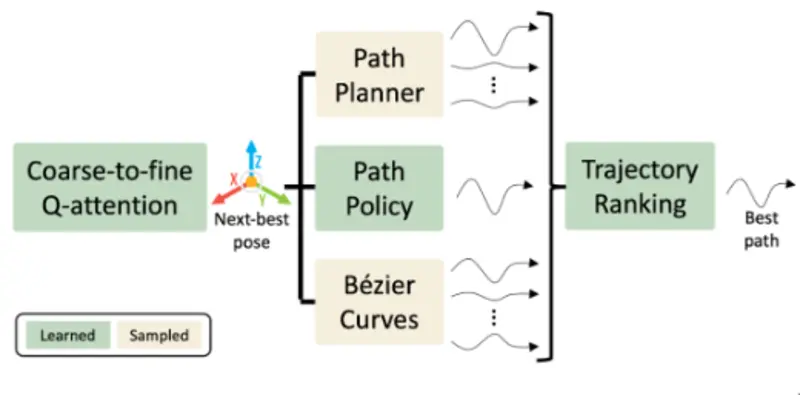 Coarse-to-fine
Q-attention
Z
X
Y
Next-best
pose
Path
Planner
Path
Policy
Bézier
Curves
Trajectory
Ranking
Best
path
Learned
Sampled